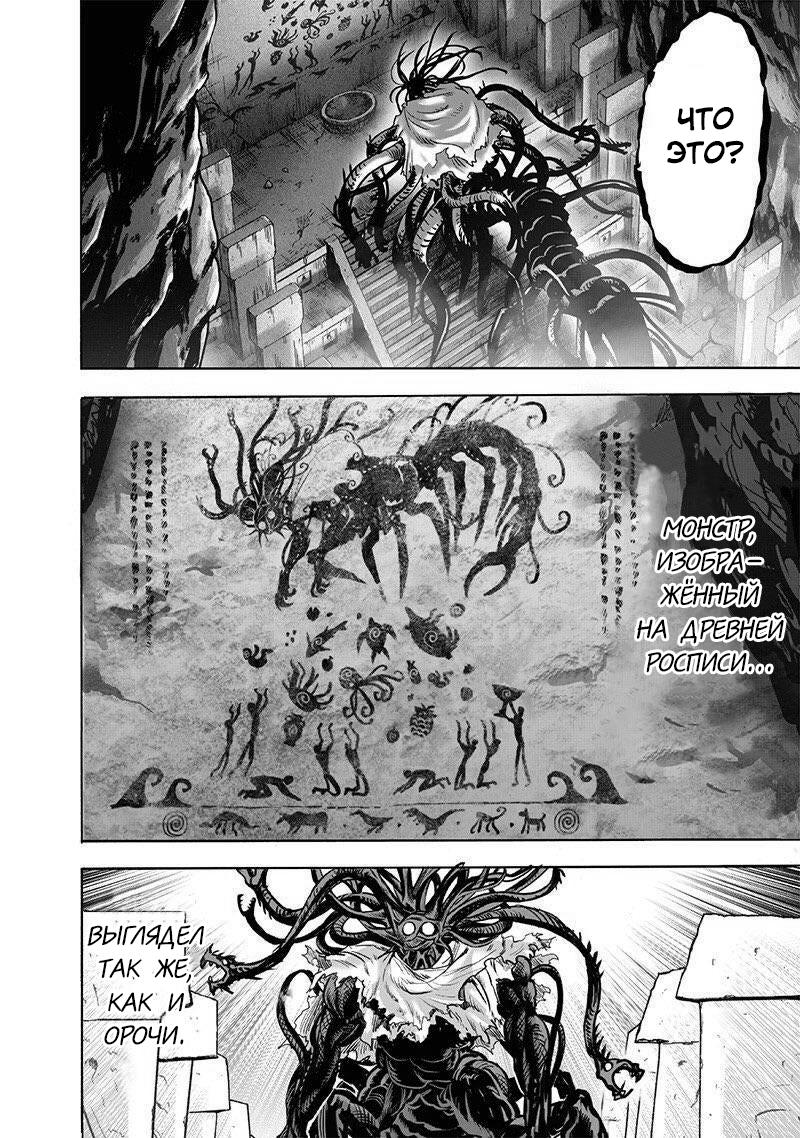 ЧТО
ЭТО?
МОНСТР,
ИЗОБРА-
ЖЁННЫЙ
НА ДРЕВНЕЙ
РОСПИСИ...
ВЫГЛЯДЕЛ
ТАК ЖЕ,
КАК И
ОРОЧИ.